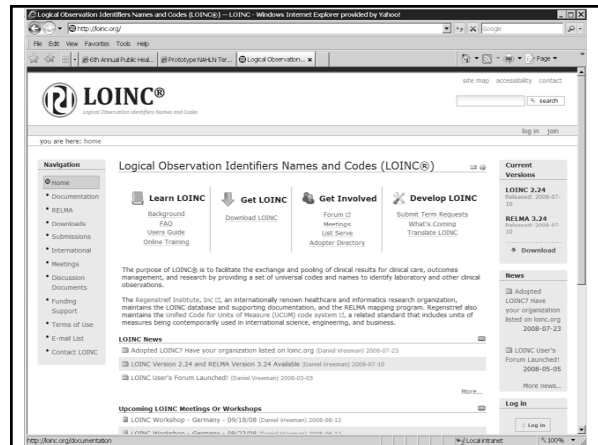 Logical Observation Identifiers Names and Codes (LOINC®) — LOINC - Windows Internet Explorer provided by Yahoo!
http://loinc.org/
Google
File Edit View Favorites Tools Help
6th Annual Public Heal...
Prototype NAHLN Ter...
Logical Observation... x
Page
site map accessibility contact
LOINC®
Logical Observation Identifiers Names and Codes
search
log in join
you are here: home
Navigation
Home
Documentation
RELMA
Downloads
Submissions
International
Meetings
Discussion
Documents
Funding
Support
Terms of Use
E-mail List
Contact LOINC
Logical Observation Identifiers Names and Codes (LOINC®)
Learn LOINC
Background
FAQ
Users Guide
Online Training
Get LOINC
Download LOINC
Get Involved
Forum
Meetings
List Serve
Adopter Directory
Develop LOINC
Submit Term Requests
What's Coming
Translate LOINC
The purpose of LOINC® is to facilitate the exchange and pooling of clinical results for clinical care, outcomes
management, and research by providing a set of universal codes and names to identify laboratory and other clinical
observations.
The Regenstrief Institute, Inc, an internationally renown healthcare and informatics research organization,
maintains the LOINC database and supporting documentation, and the RELMA mapping program. Regenstrief also
maintains the Unified Code for Units of Measure (UCUM) code system, a related standard that includes units of
measures being contemporarily used in international science, engineering, and business.
LOINC News
Adopted LOINC? Have your organization listed on loinc.org (Daniel Vreeman) 2008-07-23
LOINC Version 2.24 and RELMA Version 3.24 Available (Daniel Vreeman) 2008-07-10
LOINC User's Forum Launched! (Daniel Vreeman) 2008-05-05
More...
Upcoming LOINC Meetings Or Workshops
LOINC Workshop - Germany - 09/18/08 (Daniel Vreeman) 2008-06-12
LOINC Workshop - Germany - 09/23/08 (Daniel Vreeman) 2008-06-12
Current
Versions
LOINC 2.24
Released: 2008-07-
10
RELMA 3.24
Released: 2008-07-
10
Download
News
Adopted
LOINC? Have
your organization
listed on loinc.org
2008-07-23
LOINC User's
Forum Launched!
2008-05-05
More news...
Log in
Log in
http://loinc.org/documentation
Local intranet
100%